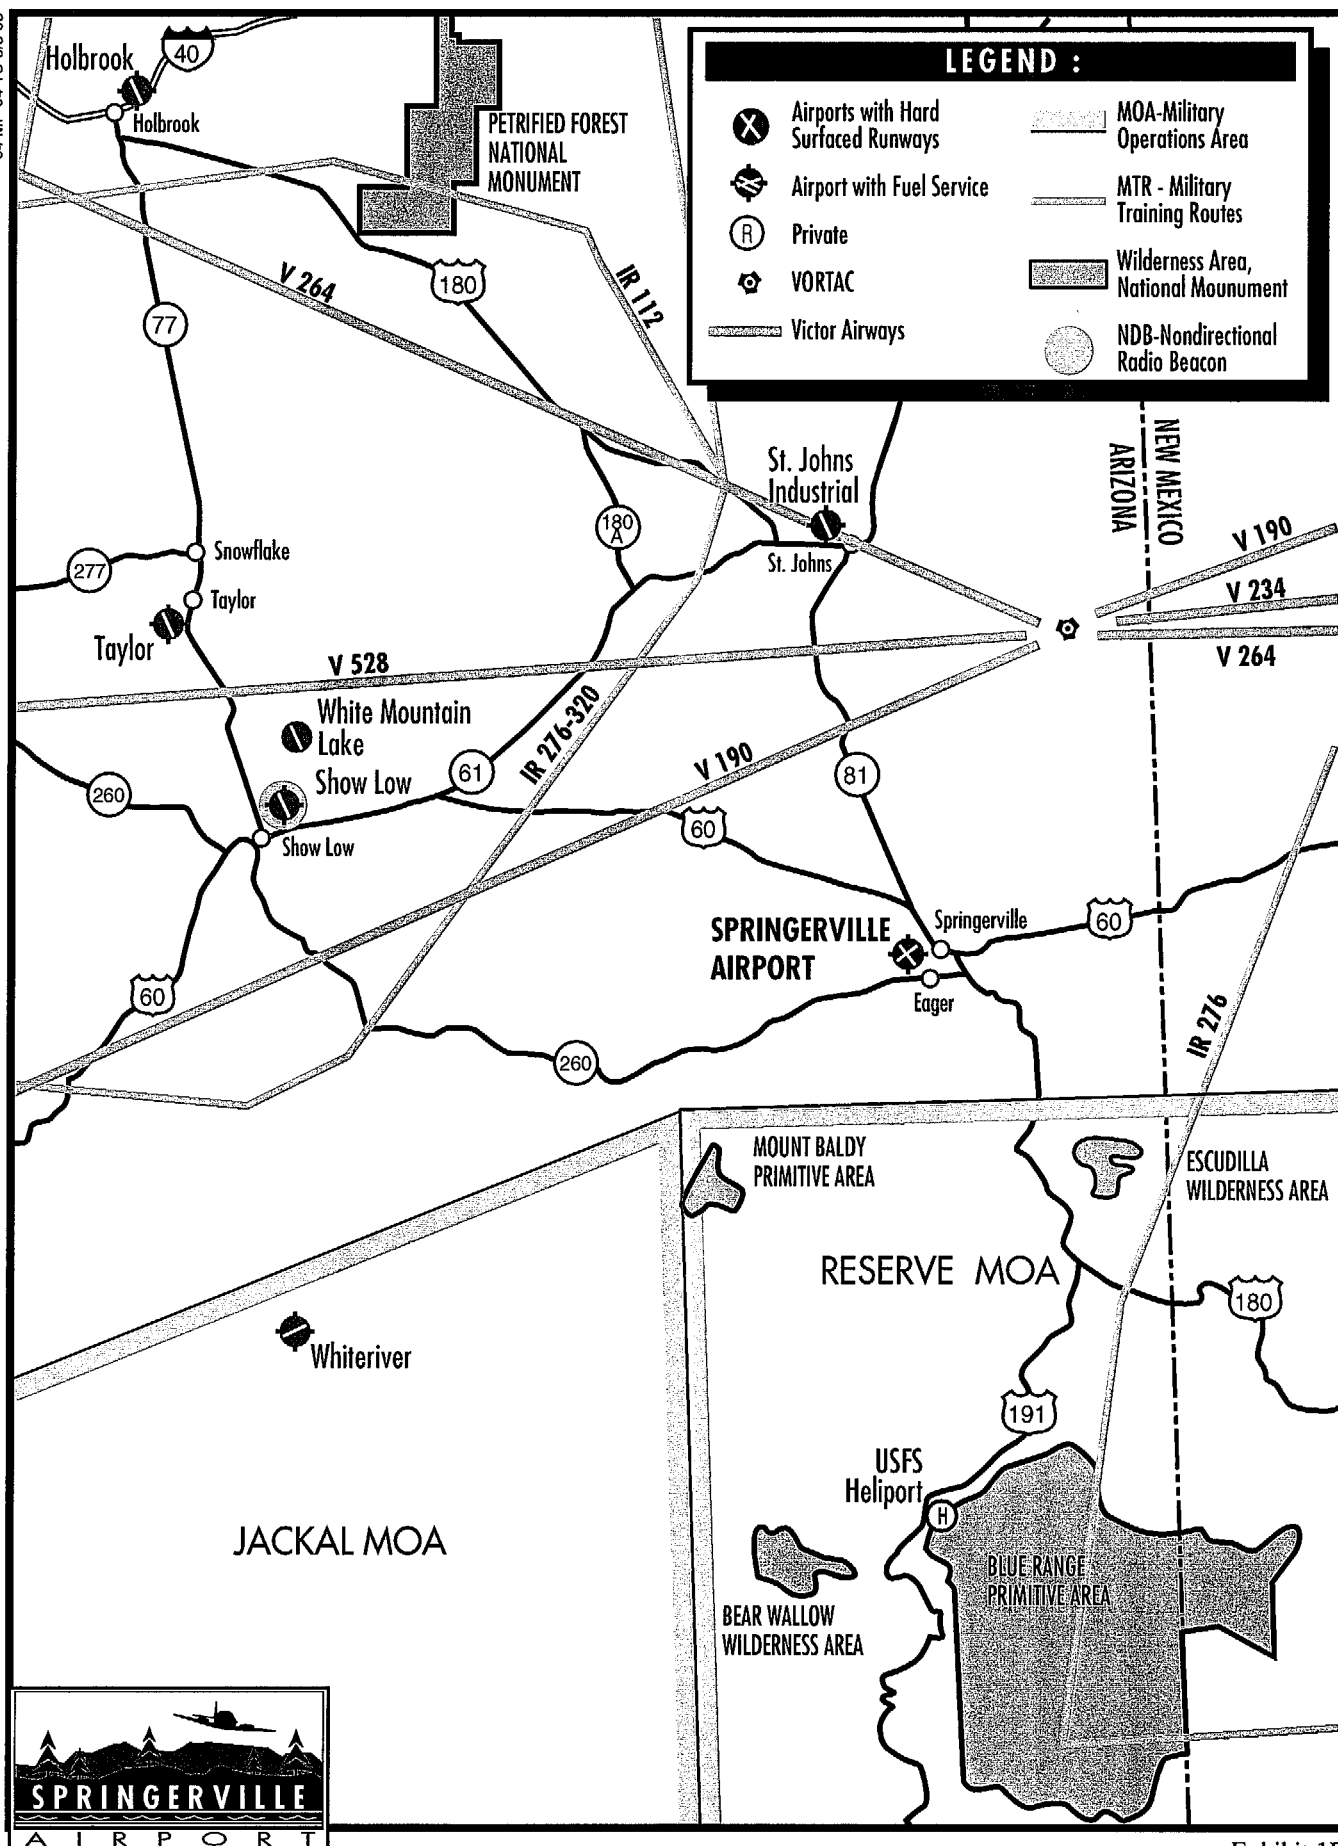 Holbrook
40
Holbrook
PETRIFIED FOREST
NATIONAL
MONUMENT
LEGEND :
Airports with Hard
Surfaced Runways
Airport with Fuel Service
R
Private
VORTAC
Victor Airways
MOA-Military
Operations Area
MTR - Military
Training Routes
Wilderness Area,
National Mounument
NDB-Nondirectional
Radio Beacon
V 264
180
IR 112
77
NEW MEXICO
ARIZONA
St. Johns
Industrial
180
A
St. Johns
V 190
V 234
V 264
Snowflake
277
Taylor
Taylor
V 528
White Mountain
Lake
Show Low
IR 276-320
61
V 190
81
260
60
Show Low
Springerville
60
SPRINGERVILLE
AIRPORT
Eager
60
260
IR 276
MOUNT BALDY
PRIMITIVE AREA
ESCUDILLA
WILDERNESS AREA
RESERVE MOA
180
Whiteriver
191
USFS
Heliport
H
JACKAL MOA
BLUE RANGE
PRIMITIVE AREA
BEAR WALLOW
WILDERNESS AREA
SPRINGERVILLE
AIRPORT